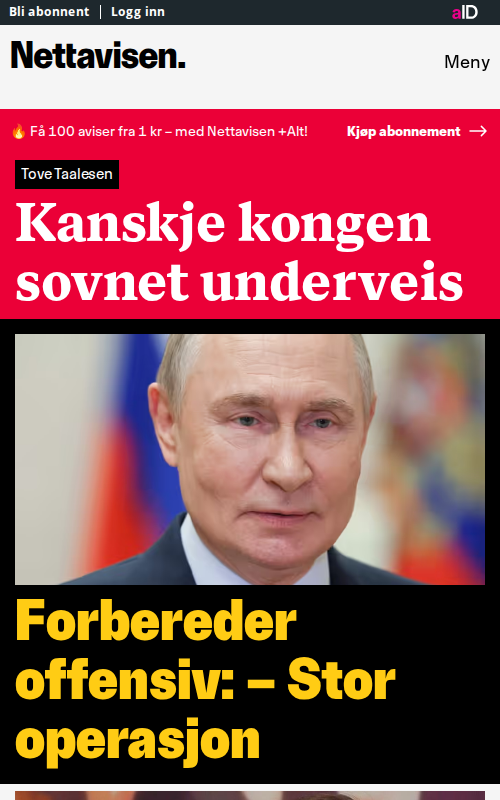 Bli abonnent
Logg inn
aID
Nettavisen.
Meny
🔥 Få 100 aviser fra 1 kr – med Nettavisen +Alt!
Kjøp abonnement →
Tove Taalesen
Kanskje kongen
sovnet underveis
Forbereder
offensiv: – Stor
operasjon